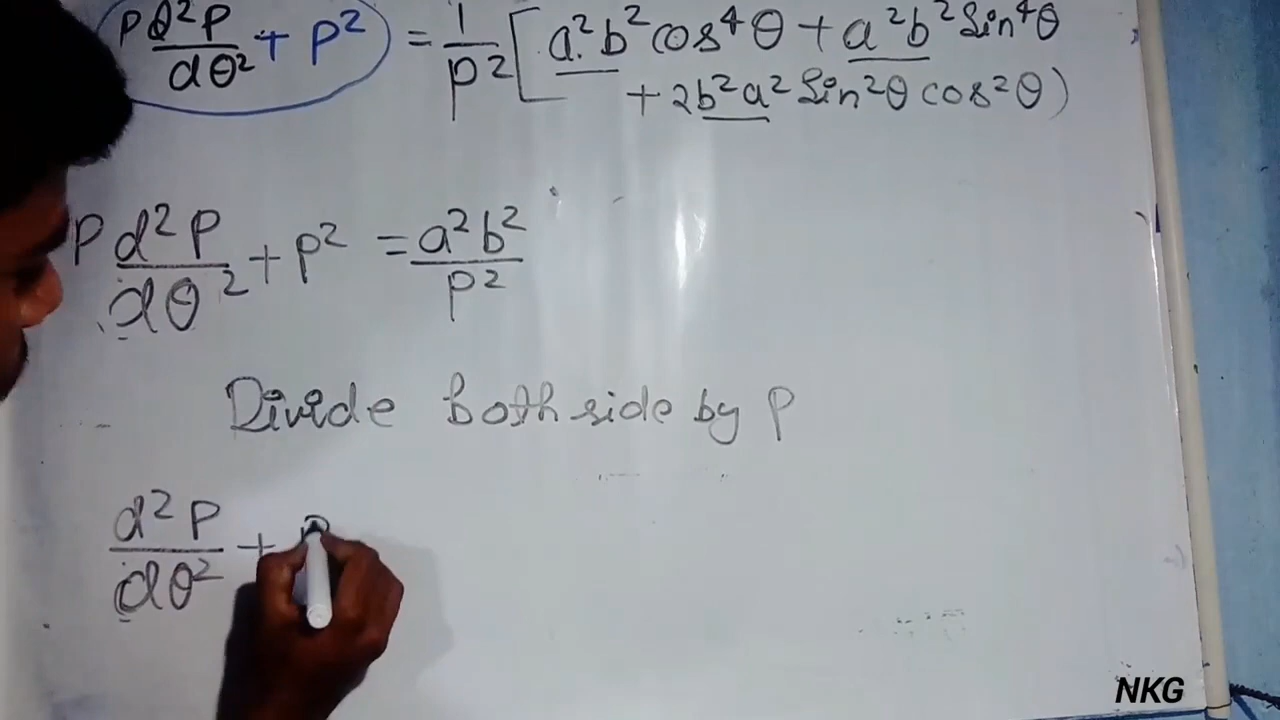 P d²P/dθ² + P² = 1/P² [a²b² cos⁴θ + a²b² Sin⁴θ
+ 2b²a² Sin²θ cos²θ)
P d²P/dθ² + P² = a²b²/P²
Divide both side by P
d²P/dθ² + P
NKG